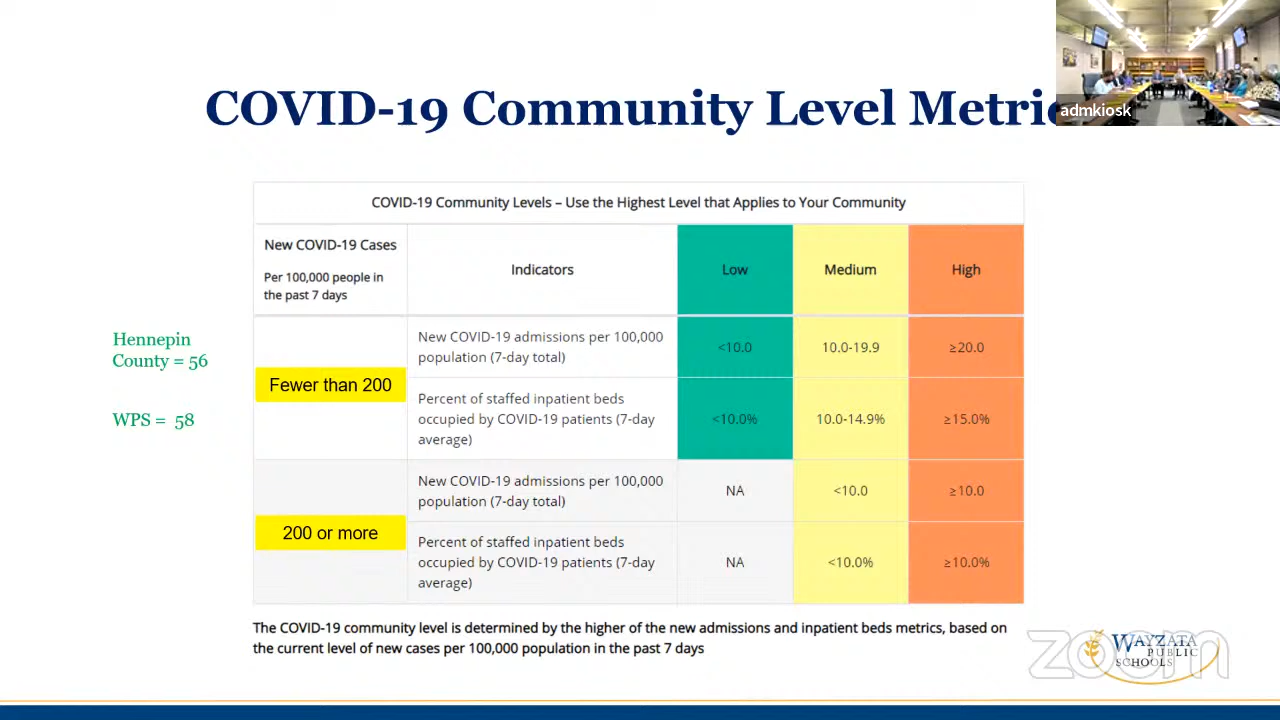 COVID-19 Community Level Metri
admkiosk
COVID-19 Community Levels – Use the Highest Level that Applies to Your Community
New COVID-19 Cases
Per 100,000 people in
the past 7 days
Indicators
Low
Medium
High
Hennepin
County = 56
WPS = 58
Fewer than 200
New COVID-19 admissions per 100,000
population (7-day total)
<10.0
10.0-19.9
≥20.0
Percent of staffed inpatient beds
occupied by COVID-19 patients (7-day
average)
<10.0%
10.0-14.9%
≥15.0%
200 or more
New COVID-19 admissions per 100,000
population (7-day total)
NA
<10.0
≥10.0
Percent of staffed inpatient beds
occupied by COVID-19 patients (7-day
average)
NA
<10.0%
≥10.0%
The COVID-19 community level is determined by the higher of the new admissions and inpatient beds metrics, based on
the current level of new cases per 100,000 population in the past 7 days
zoom
WAYZATA
PUBLIC
SCHOOLS